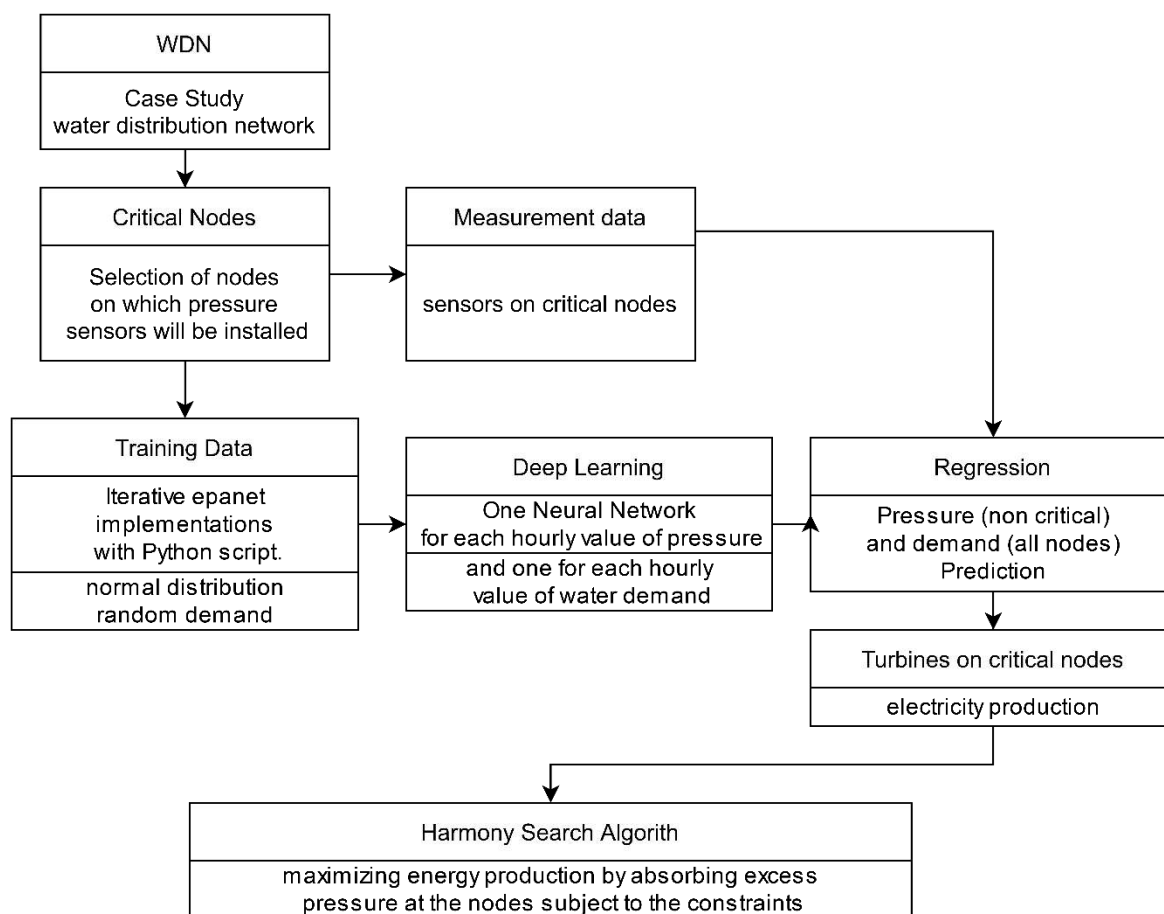 WDN
Case Study
water distribution network
Critical Nodes
Selection of nodes
on which pressure
sensors will be installed
Measurement data
sensors on critical nodes
Training Data
Iterative epanet
implementations
with Python script.
normal distribution
random demand
Deep Learning
One Neural Network
for each hourly value of pressure
and one for each hourly
value of water demand
Regression
Pressure (non critical)
and demand (all nodes)
Prediction
Turbines on critical nodes
electricity production
Harmony Search Algorith
maximizing energy production by absorbing excess
pressure at the nodes subject to the constraints